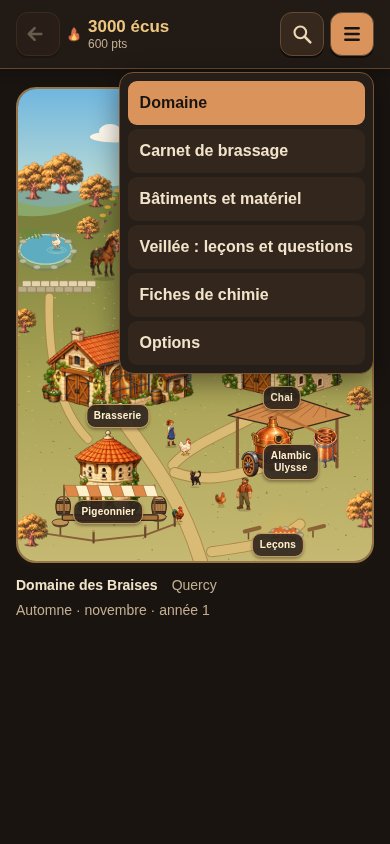 3000 écus
600 pts
Domaine
Carnet de brassage
Bâtiments et matériel
Veillée : leçons et questions
Fiches de chimie
Options
Chai
Brasserie
Alambic
Ulysse
Pigeonnier
Leçons
Domaine des Braises Quercy
Automne · novembre · année 1